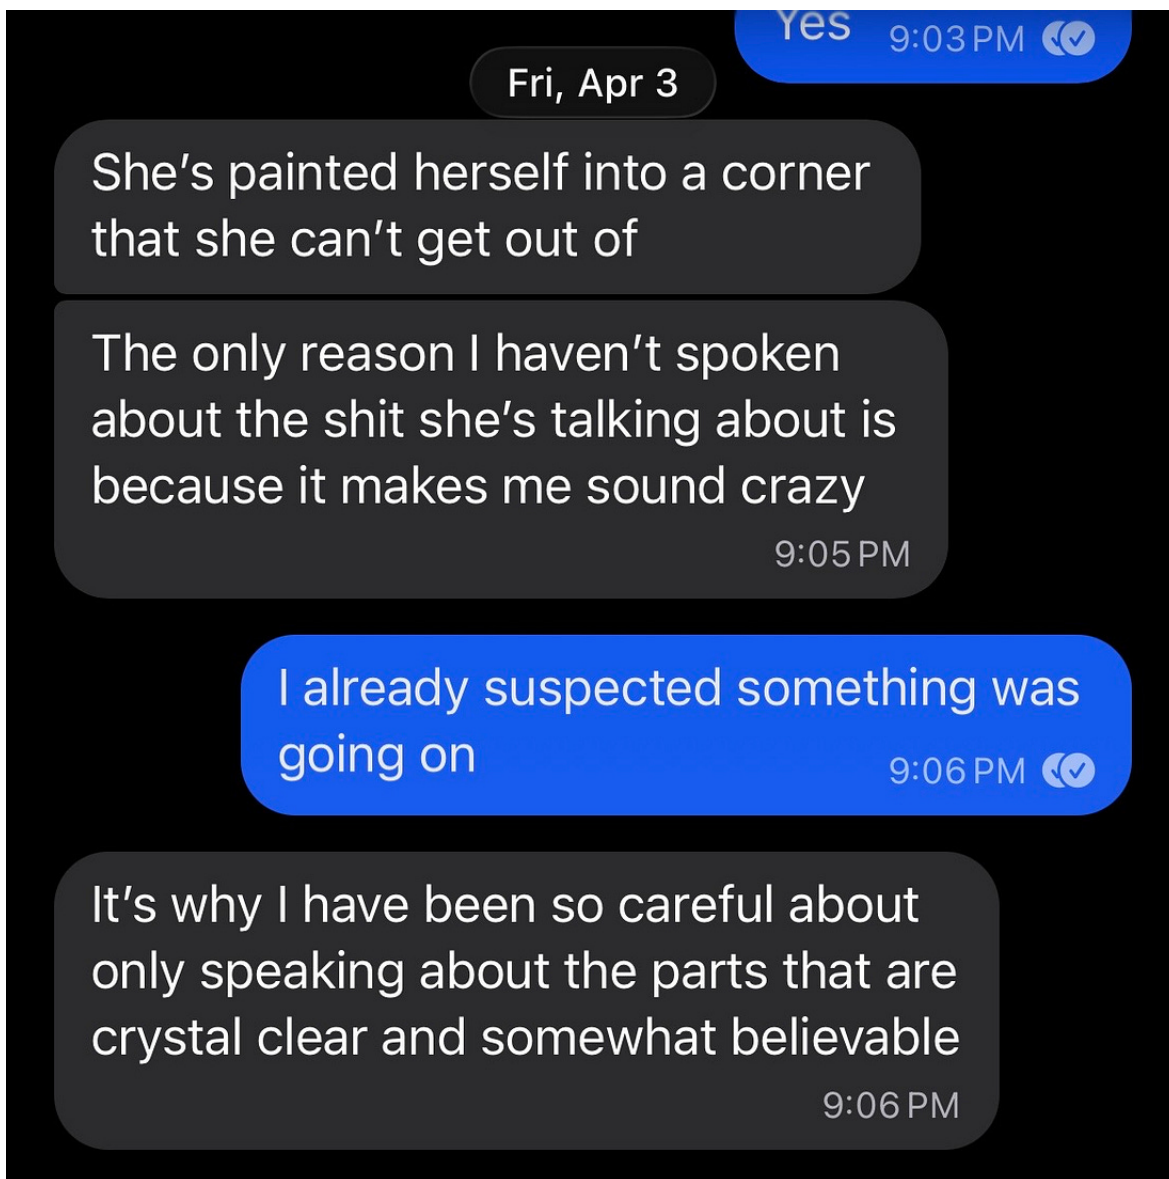 Yes 9:03 PM
Fri, Apr 3
She's painted herself into a corner
that she can't get out of
The only reason I haven't spoken
about the shit she's talking about is
because it makes me sound crazy
9:05 PM
I already suspected something was
going on 9:06 PM
It's why I have been so careful about
only speaking about the parts that are
crystal clear and somewhat believable
9:06 PM